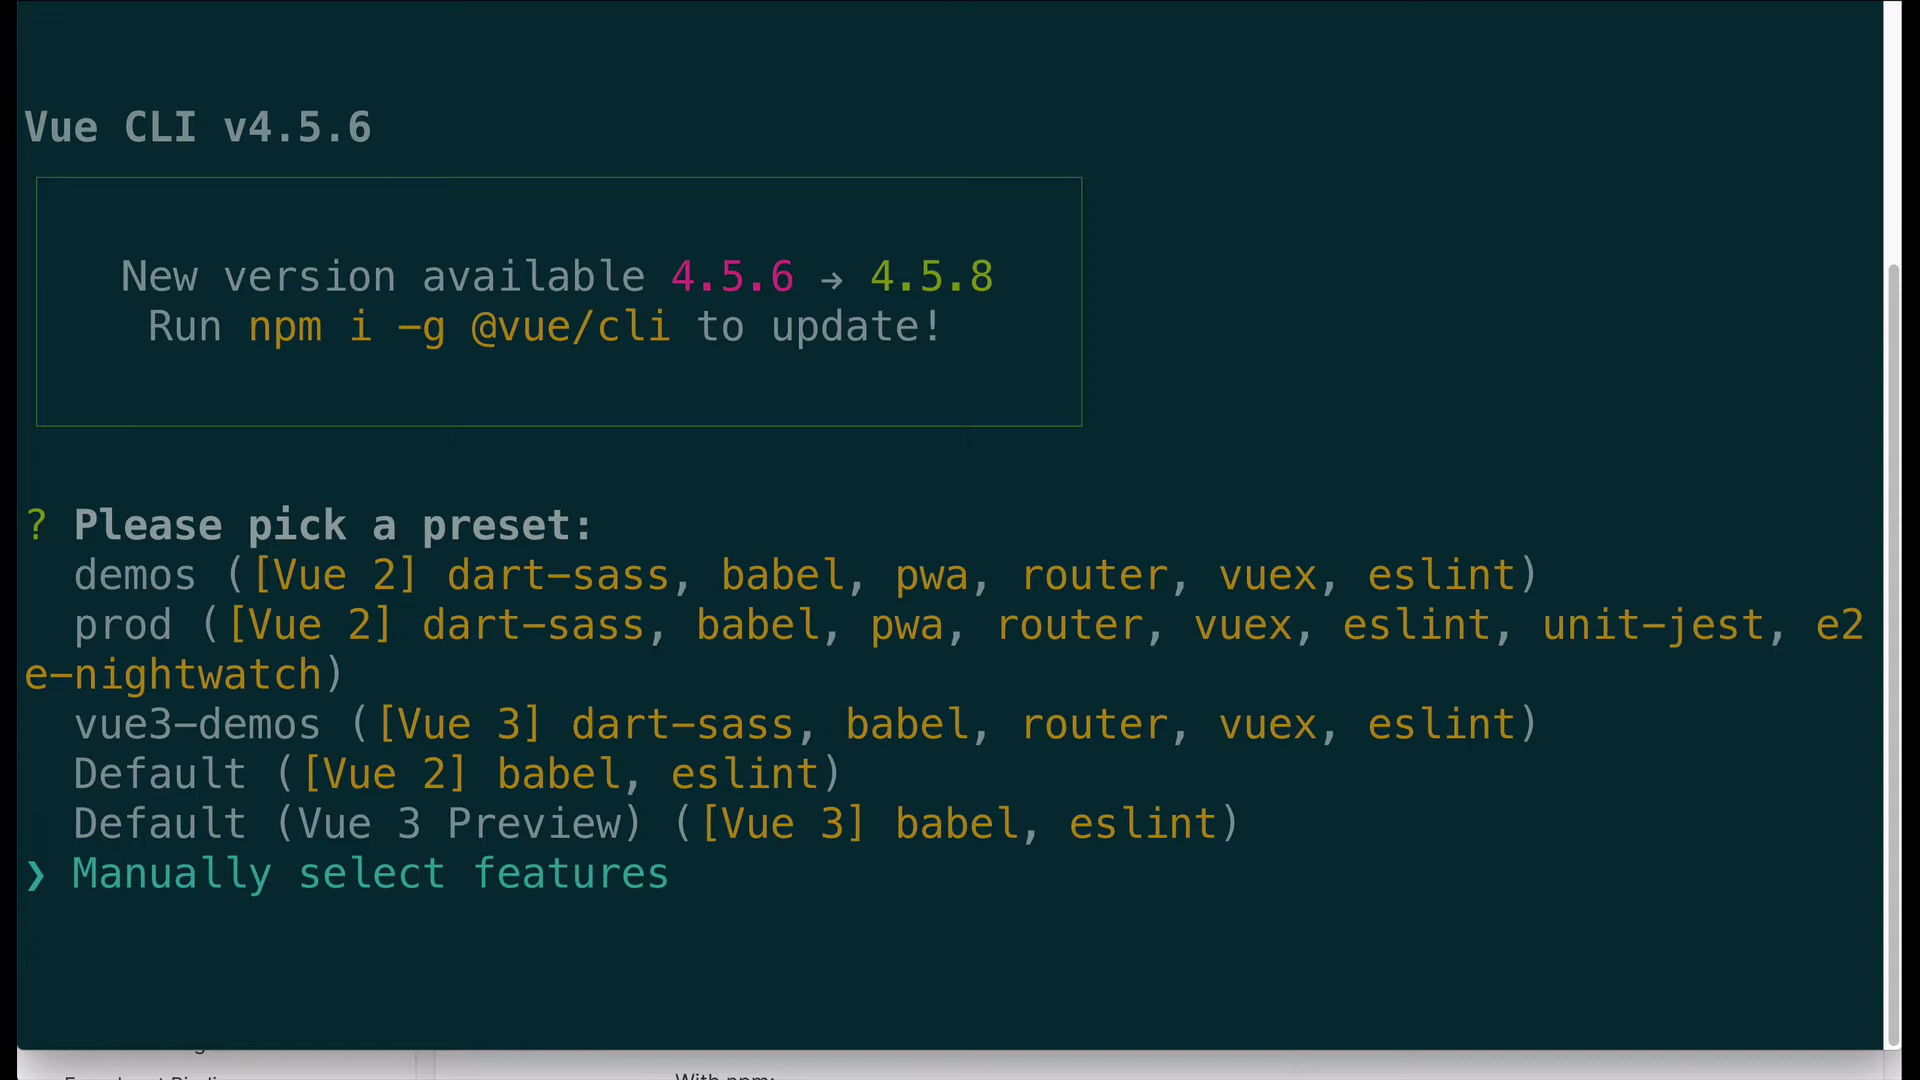 Vue CLI v4.5.6
New version available 4.5.6 → 4.5.8
Run npm i -g @vue/cli to update!
? Please pick a preset:
demos ([Vue 2] dart-sass, babel, pwa, router, vuex, eslint)
prod ([Vue 2] dart-sass, babel, pwa, router, vuex, eslint, unit-jest, e2
e-nightwatch)
vue3-demos ([Vue 3] dart-sass, babel, router, vuex, eslint)
Default ([Vue 2] babel, eslint)
Default (Vue 3 Preview) ([Vue 3] babel, eslint)
❯ Manually select features
With npm: